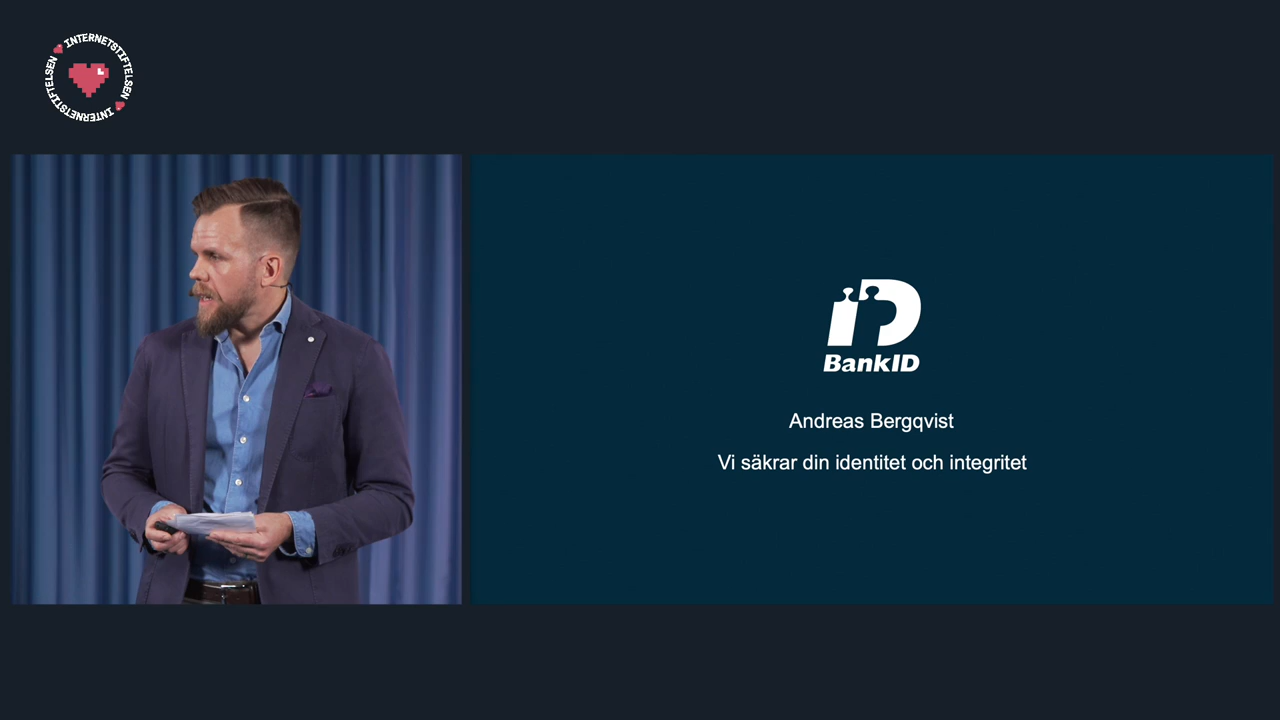 INTERNETSTIFTELSEN INTERNETSTIFTELSEN
BankID
Andreas Bergqvist
Vi säkrar din identitet och integritet